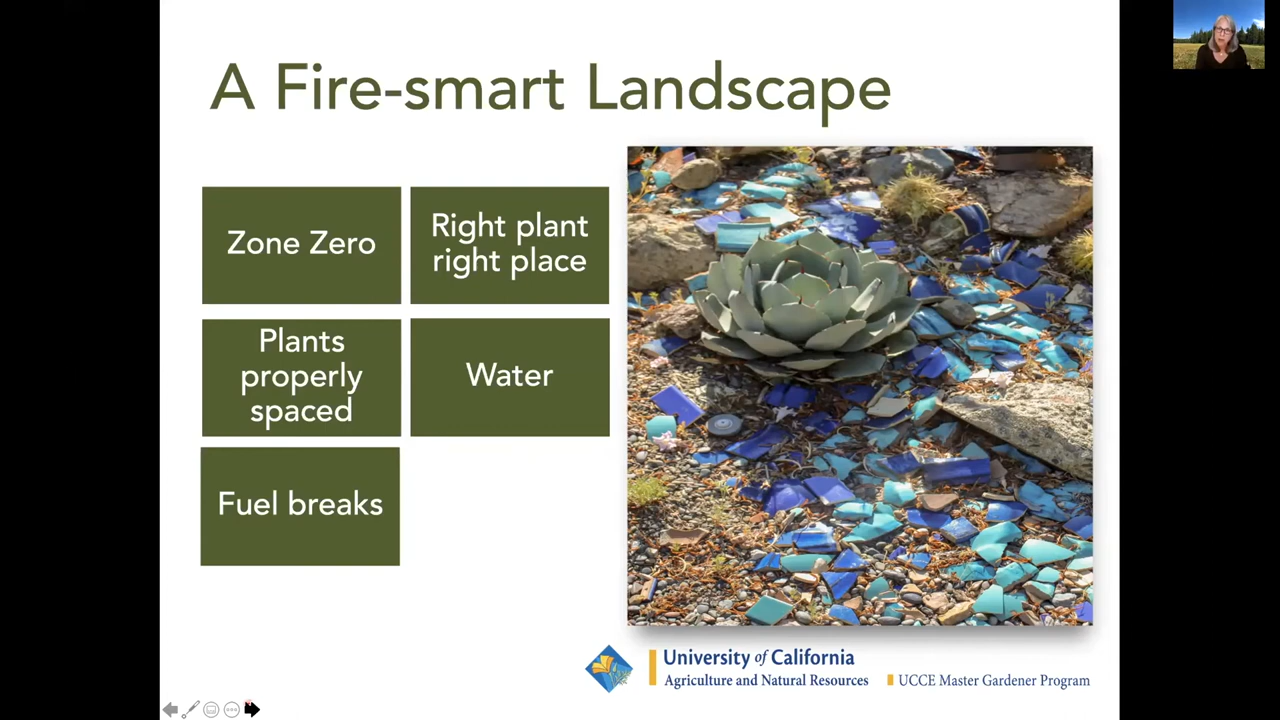 A Fire-smart Landscape
Zone Zero
Right plant
right place
Plants
properly
spaced
Water
Fuel breaks
University of California
Agriculture and Natural Resources
UCCE Master Gardener Program